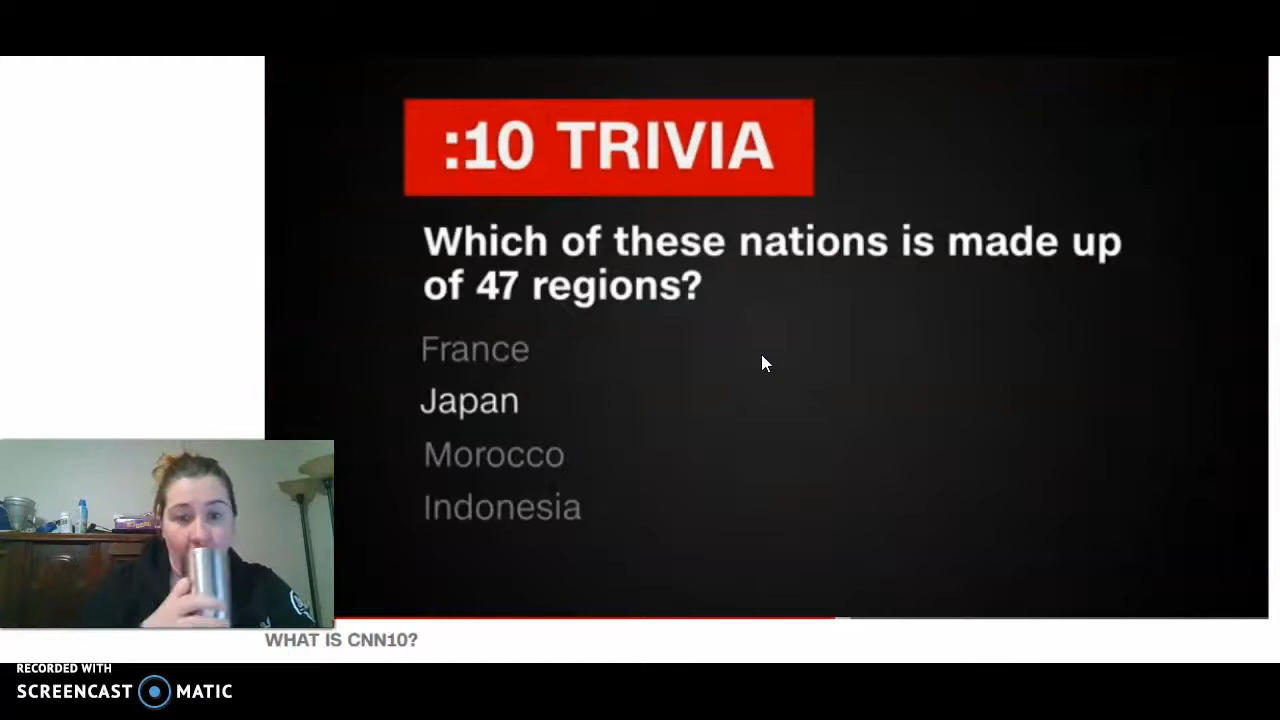 :10 TRIVIA
Which of these nations is made up
of 47 regions?
France
Japan
Morocco
Indonesia
WHAT IS CNN10?
RECORDED WITH
SCREENCAST MATIC